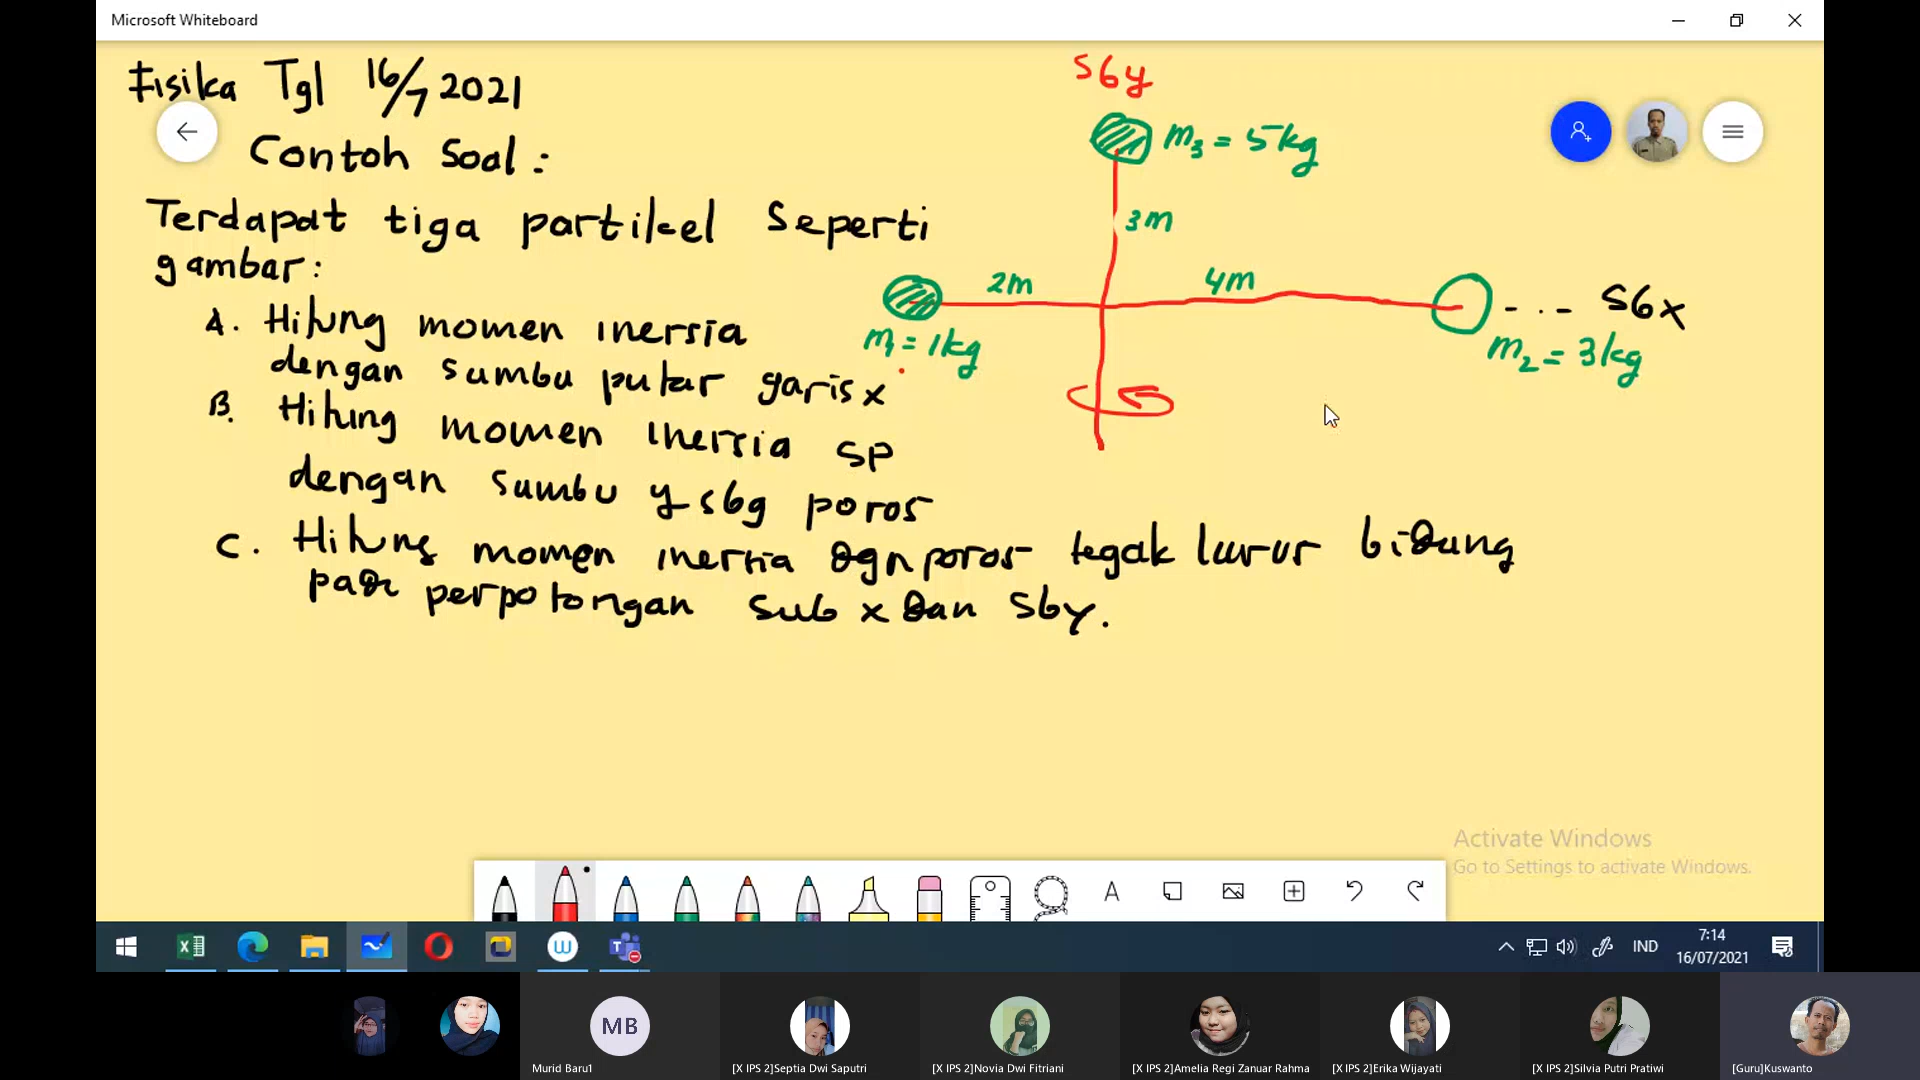 Microsoft Whiteboard
Fisika Tgl 16/7 2021
Contoh Soal :
Terdapat tiga partikel seperti
gambar :
A. Hitung momen inersia
dengan sumbu putar garis x
B. Hitung momen inersia SP
dengan sumbu y sbg poros
C. Hitung momen inersia dgn poros tegak lurus bidang
pada perpotongan sub x dan sby.
sby
m3 = 5kg
3m
2m
4m
m1 = 1kg
sbx
m2 = 3kg
Activate Windows
Go to Settings to activate Windows.
A
IND
7:14
16/07/2021
MB
Murid Baru1
[X IPS 2]Septia Dwi Saputri
[X IPS 2]Novia Dwi Fitriani
[X IPS 2]Amelia Regi Zanuar Rahma
[X IPS 2]Erika Wijayati
[X IPS 2]Silvia Putri Pratiwi
[Guru]Kuswanto